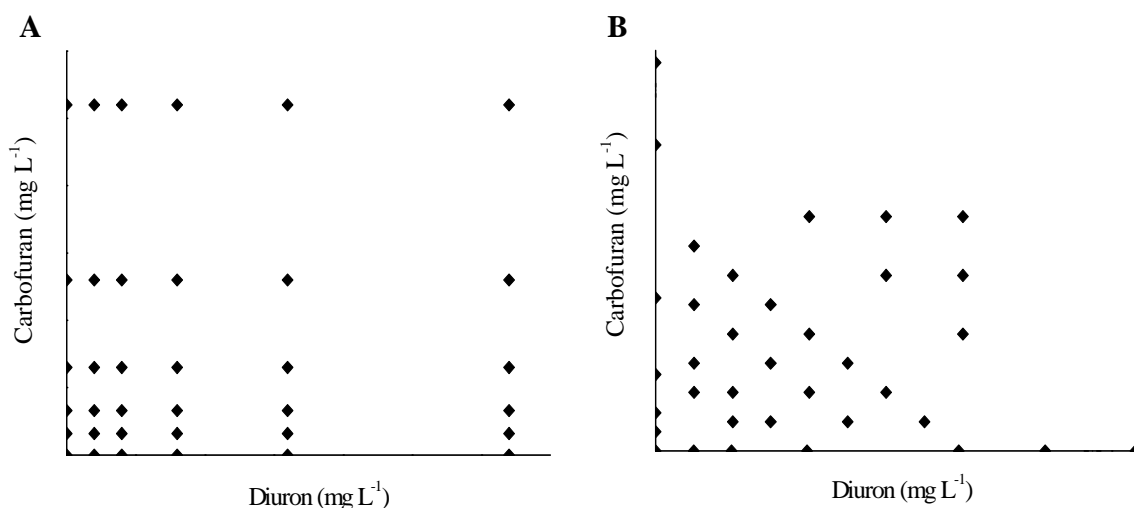 A
B
Carbofuran (mg L⁻¹)
Carbofuran (mg L⁻¹)
Diuron (mg L⁻¹)
Diuron (mg L⁻¹)